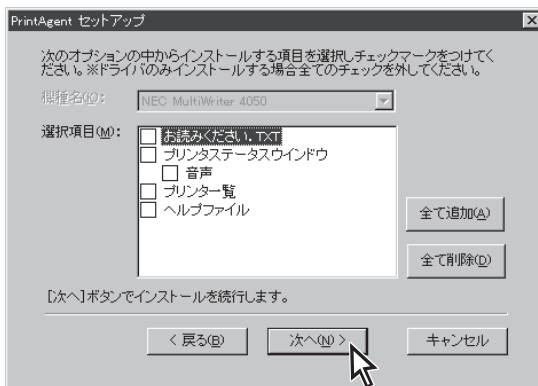 PrintAgent セットアップ
次のオプションの中からインストールする項目を選択しチェックマークをつけてく
ださい。※ドライバのみインストールする場合全てのチェックを外してください。
機種名(K): NEC MultiWriter 4050
選択項目(M):
お読みください.TXT
プリンタステータスウインドウ
音声
プリンター覧
ヘルプファイル
全て追加(A)
全て削除(D)
[次へ]ボタンでインストールを続行します。
< 戻る(B) 次へ(N) > キャンセル